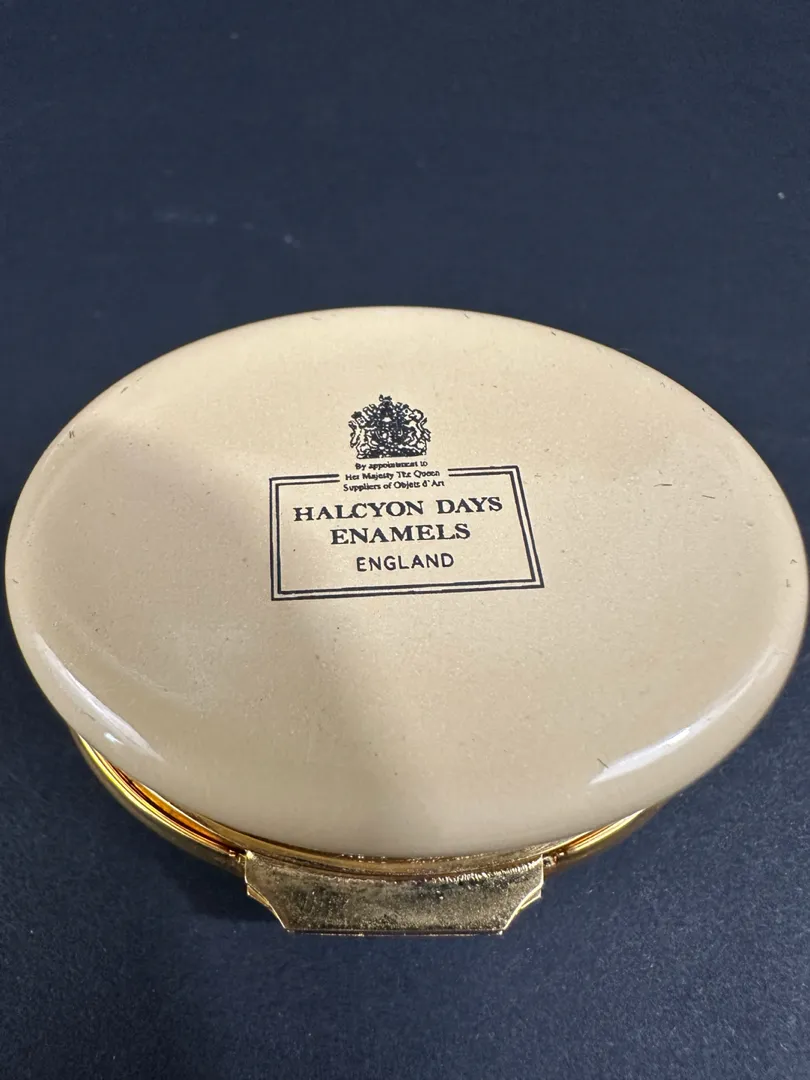 By appointment to
Her Majesty The Queen
Suppliers of Objets d'Art
HALCYON DAYS
ENAMELS
ENGLAND